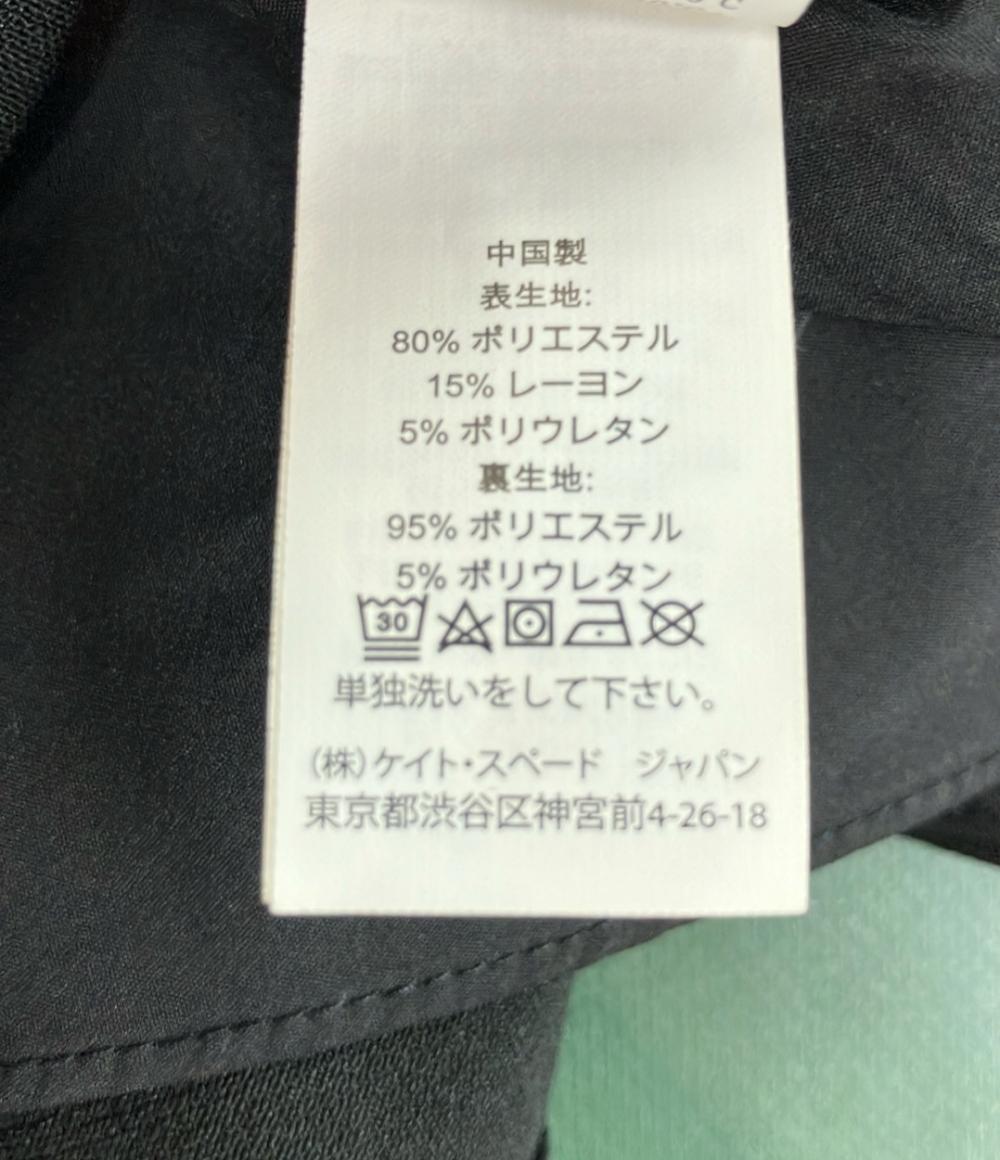 中国製
表生地:
80% ポリエステル
15% レーヨン
5% ポリウレタン
裏生地:
95% ポリエステル
5% ポリウレタン
30
単独洗いをして下さい。
(株)ケイト・スペード ジャパン
東京都渋谷区神宮前4-26-18